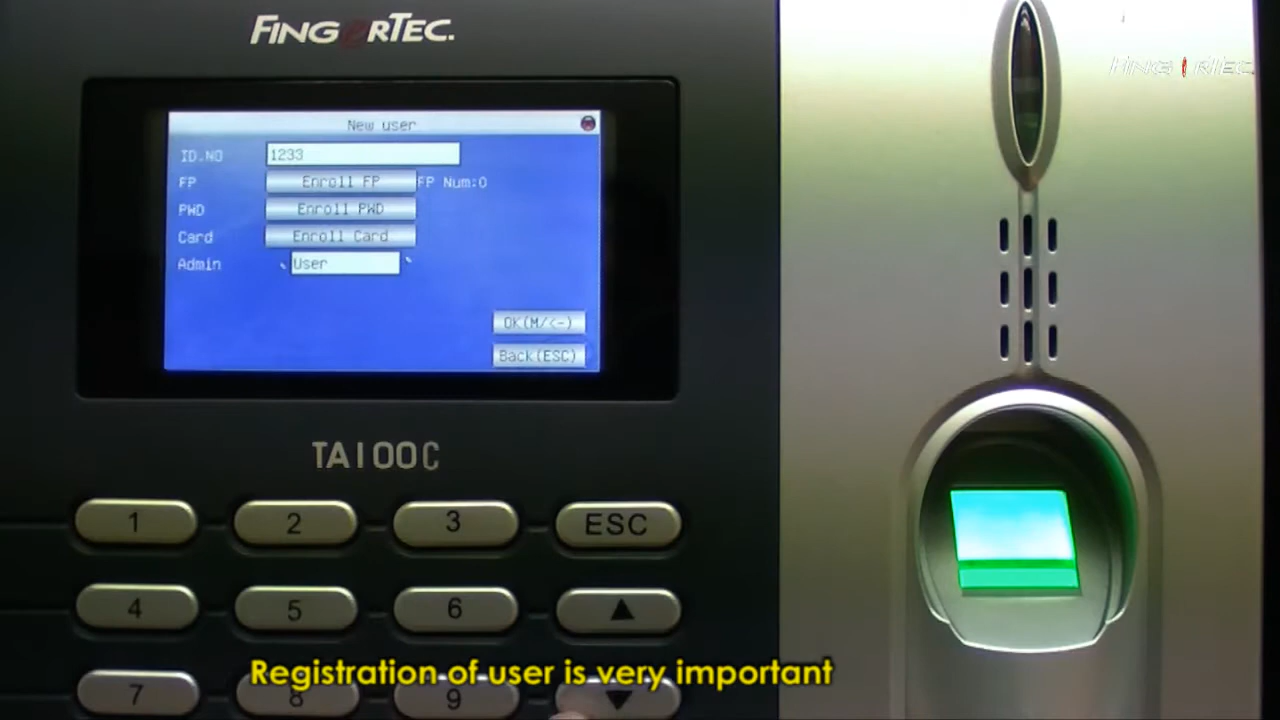 FINGERTEC.
FINGERTEC.
New user
ID.NO 1233
FP Enroll FP FP Num:0
PWD Enroll PWD
Card Enroll Card
Admin User
OK(M/<-)
Back(ESC)
TA100C
1 2 3 ESC
4 5 6 ▲
7 8 9 ▼
Registration of user is very important